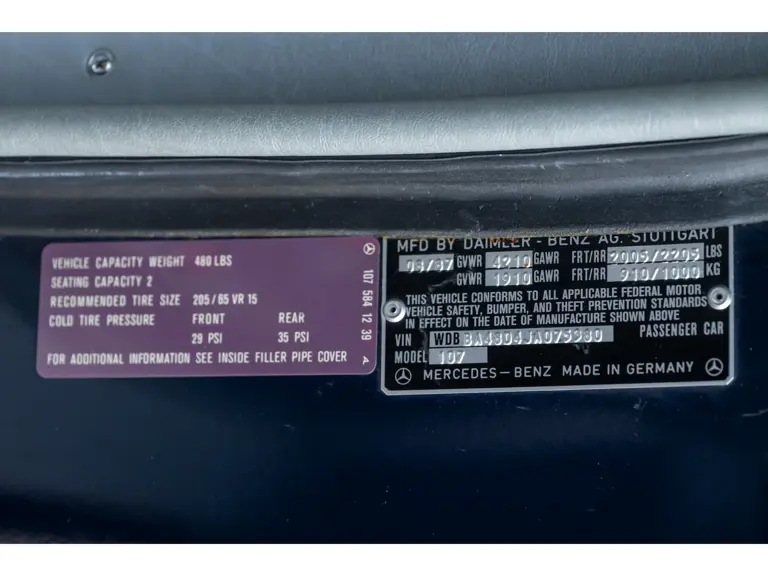 VEHICLE CAPACITY WEIGHT 480 LBS
SEATING CAPACITY 2
RECOMMENDED TIRE SIZE 205/65 VR 15
COLD TIRE PRESSURE FRONT REAR
29 PSI 35 PSI
FOR ADDITIONAL INFORMATION SEE INSIDE FILLER PIPE COVER
107 584 12 39 A
MFD BY DAIMLER-BENZ AG. STUTTGART
08/87 GVWR 4210 GAWR FRT/RR 2005/2205 LBS
GVWR 1910 GAWR FRT/RR 910/1000 KG
THIS VEHICLE CONFORMS TO ALL APPLICABLE FEDERAL MOTOR
VEHICLE SAFETY, BUMPER, AND THEFT PREVENTION STANDARDS
IN EFFECT ON THE DATE OF MANUFACTURE SHOWN ABOVE
VIN WDBBA48D4JA075380 PASSENGER CAR
MODEL 107
MERCEDES-BENZ MADE IN GERMANY